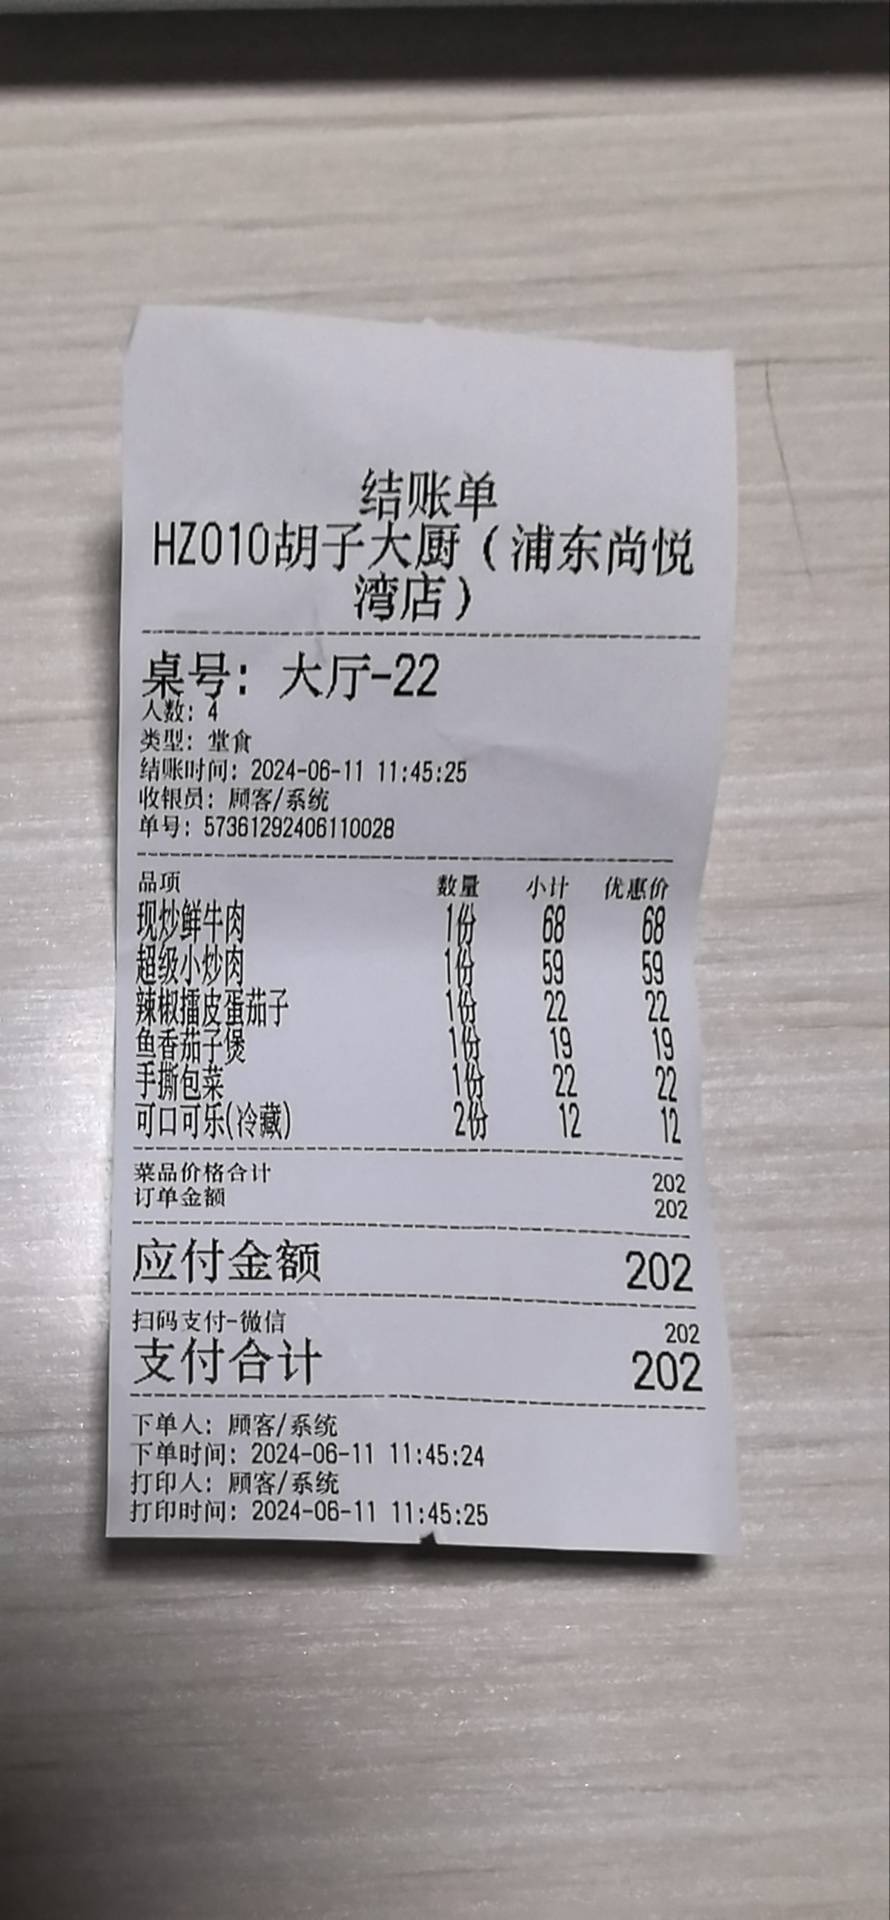 结账单
HZ010胡子大厨（浦东尚悦
湾店）
桌号：大厅-22
人数：4
类型：堂食
结账时间：2024-06-11 11:45:25
收银员：顾客/系统
单号：573612924061100​28
品项 数量 小计 优惠价
现炒鲜牛肉 1份 68 68
超级小炒肉 1份 59 59
辣椒擂皮蛋茄子 1份 22 22
鱼香茄子煲 1份 19 19
手撕包菜 1份 22 22
可口可乐(冷藏) 2份 12 12
菜品价格合计 202
订单金额 202
应付金额 202
扫码支付-微信 202
支付合计 202
下单人：顾客/系统
下单时间：2024-06-11 11:45:24
打印人：顾客/系统
打印时间：2024-06-11 11:45:25